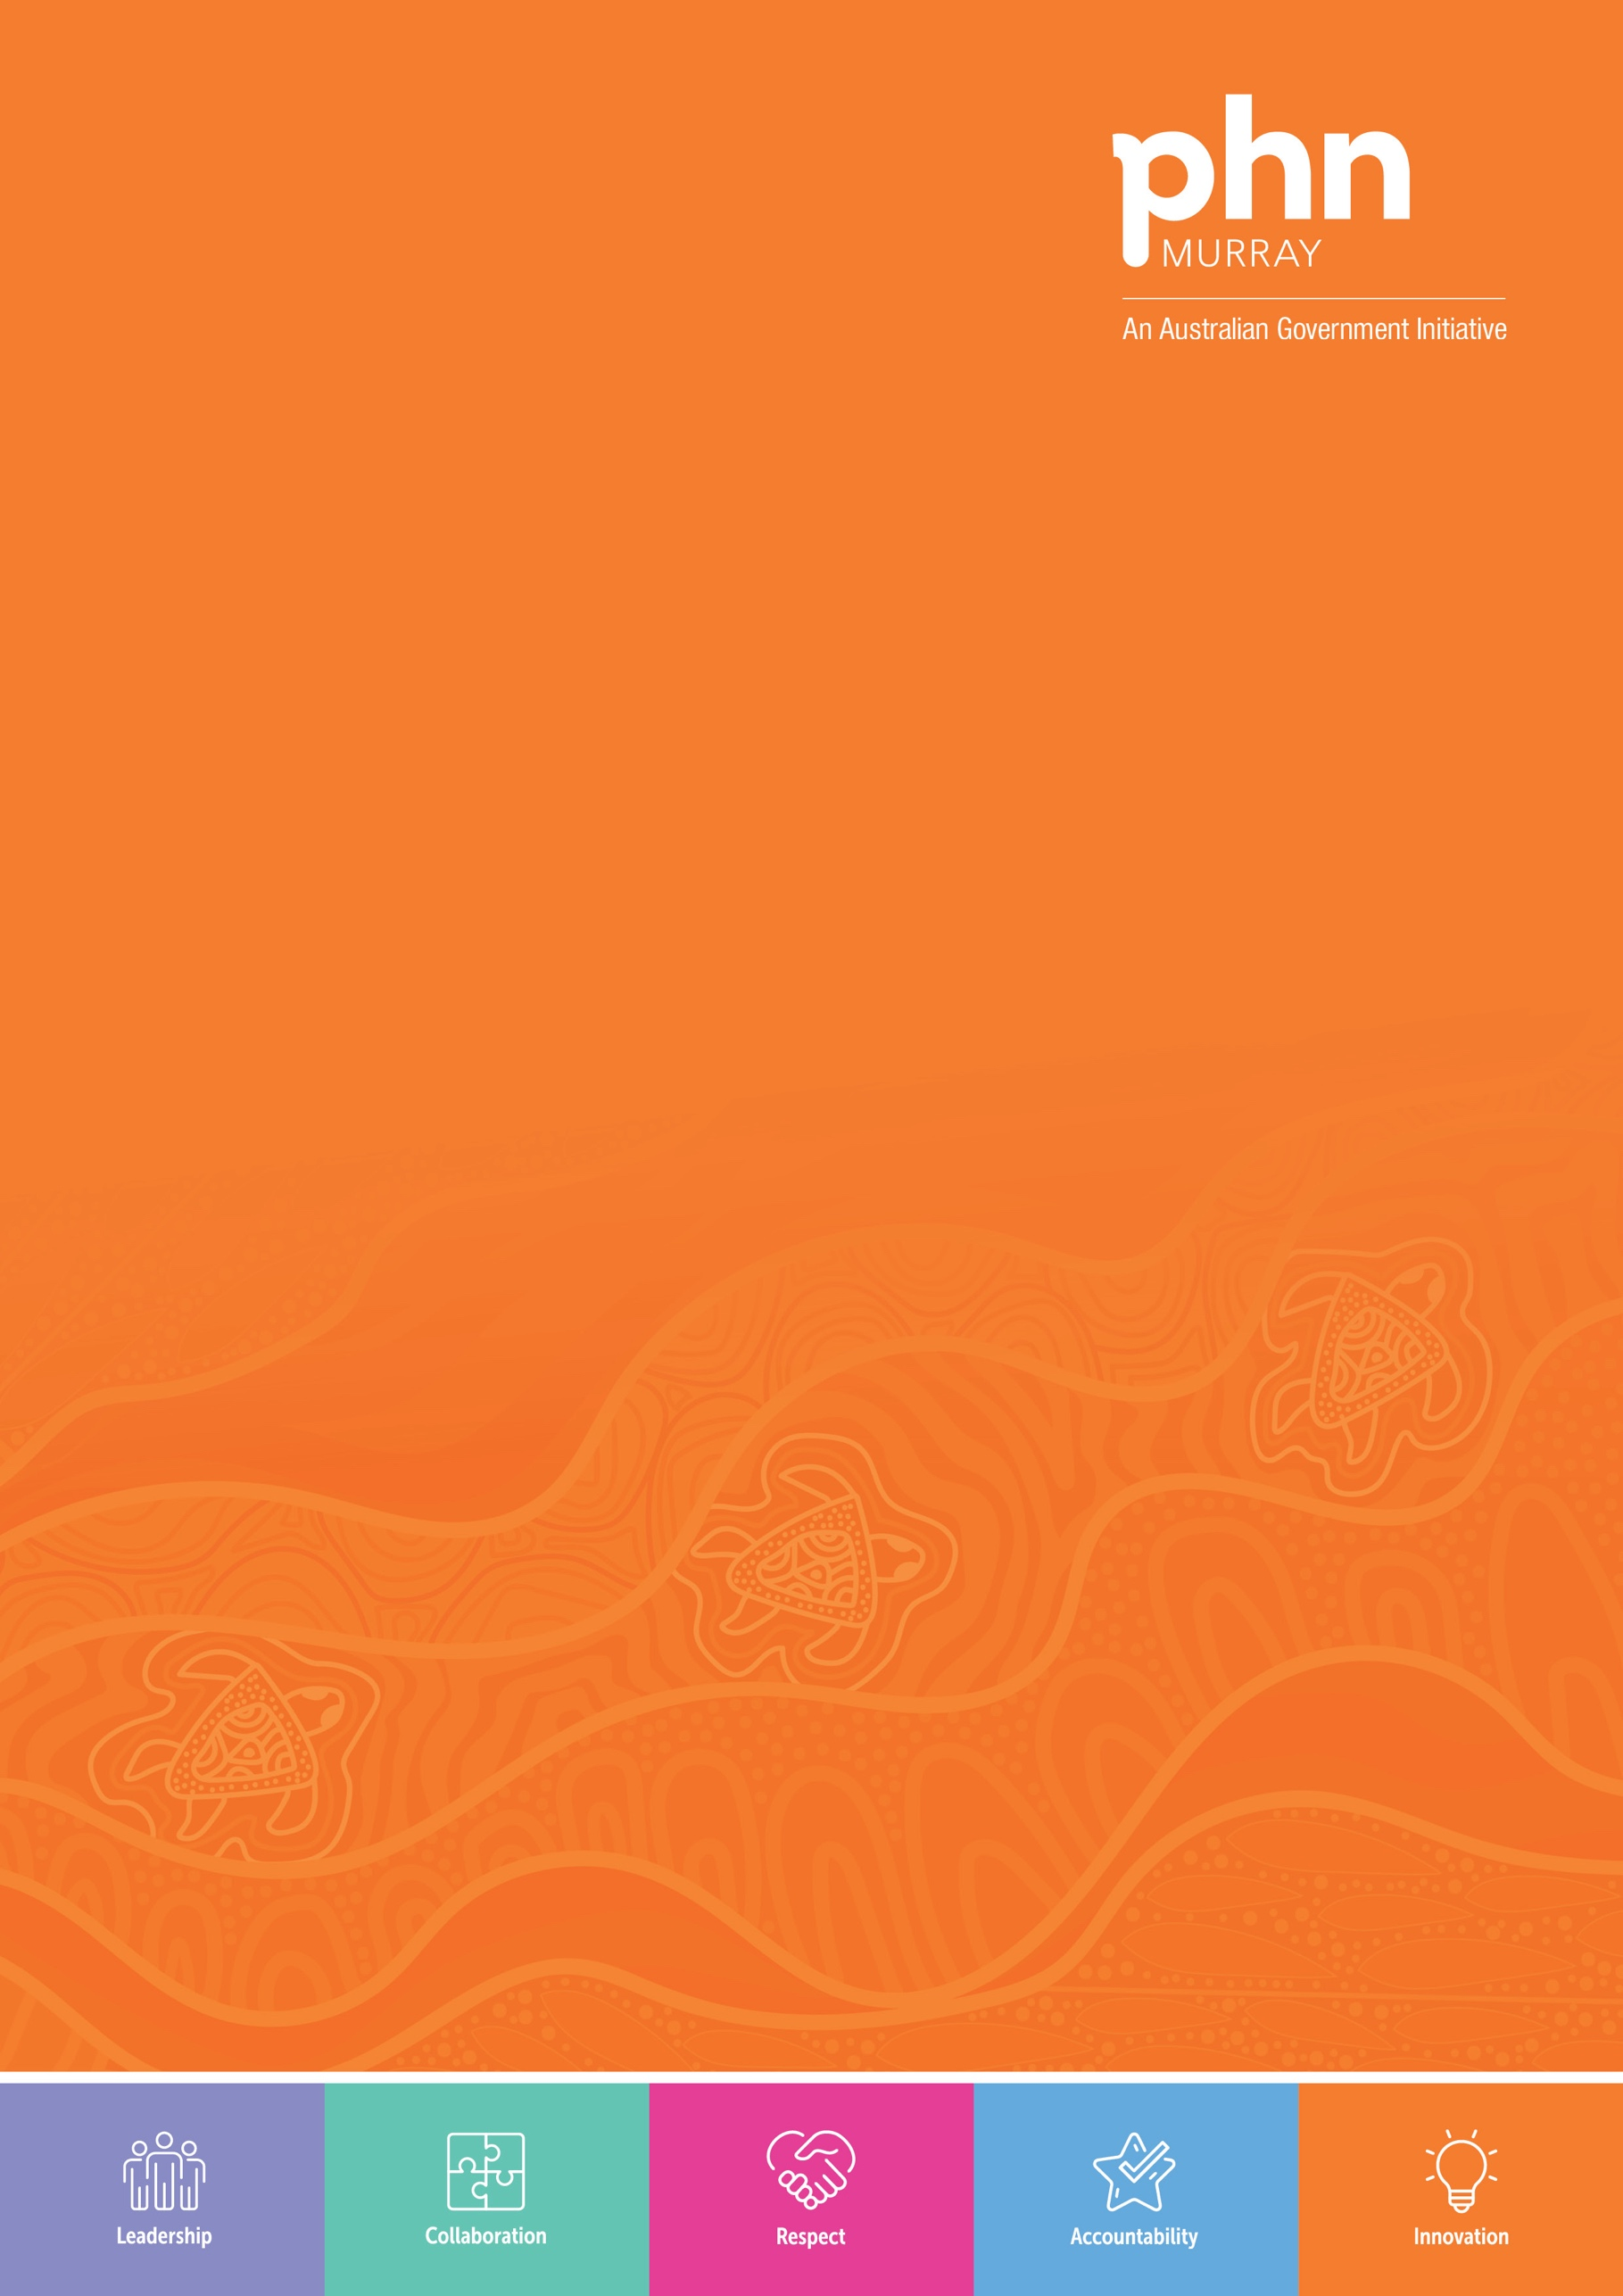 phn
MURRAY
An Australian Government Initiative
Leadership
Collaboration
Respect
Accountability
Innovation